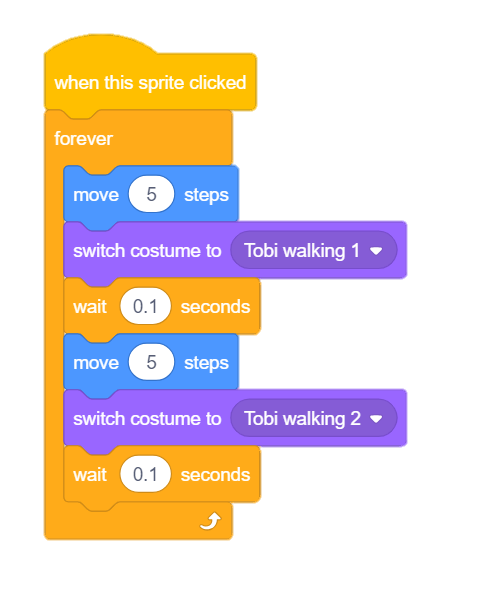 when this sprite clicked
forever
move 5 steps
switch costume to Tobi walking 1
wait 0.1 seconds
move 5 steps
switch costume to Tobi walking 2
wait 0.1 seconds